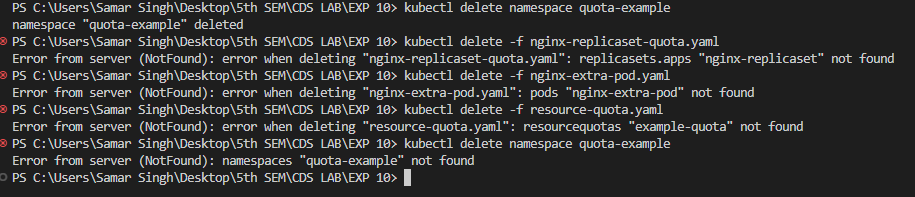 PS C:\Users\Samar Singh\Desktop\5th SEM\CDS LAB\EXP 10> kubectl delete namespace quota-example
namespace "quota-example" deleted
PS C:\Users\Samar Singh\Desktop\5th SEM\CDS LAB\EXP 10> kubectl delete -f nginx-replicaset-quota.yaml
Error from server (NotFound): error when deleting "nginx-replicaset-quota.yaml": replicasets.apps "nginx-replicaset" not found
PS C:\Users\Samar Singh\Desktop\5th SEM\CDS LAB\EXP 10> kubectl delete -f nginx-extra-pod.yaml
Error from server (NotFound): error when deleting "nginx-extra-pod.yaml": pods "nginx-extra-pod" not found
PS C:\Users\Samar Singh\Desktop\5th SEM\CDS LAB\EXP 10> kubectl delete -f resource-quota.yaml
Error from server (NotFound): error when deleting "resource-quota.yaml": resourcequotas "example-quota" not found
PS C:\Users\Samar Singh\Desktop\5th SEM\CDS LAB\EXP 10> kubectl delete namespace quota-example
Error from server (NotFound): namespaces "quota-example" not found
PS C:\Users\Samar Singh\Desktop\5th SEM\CDS LAB\EXP 10>